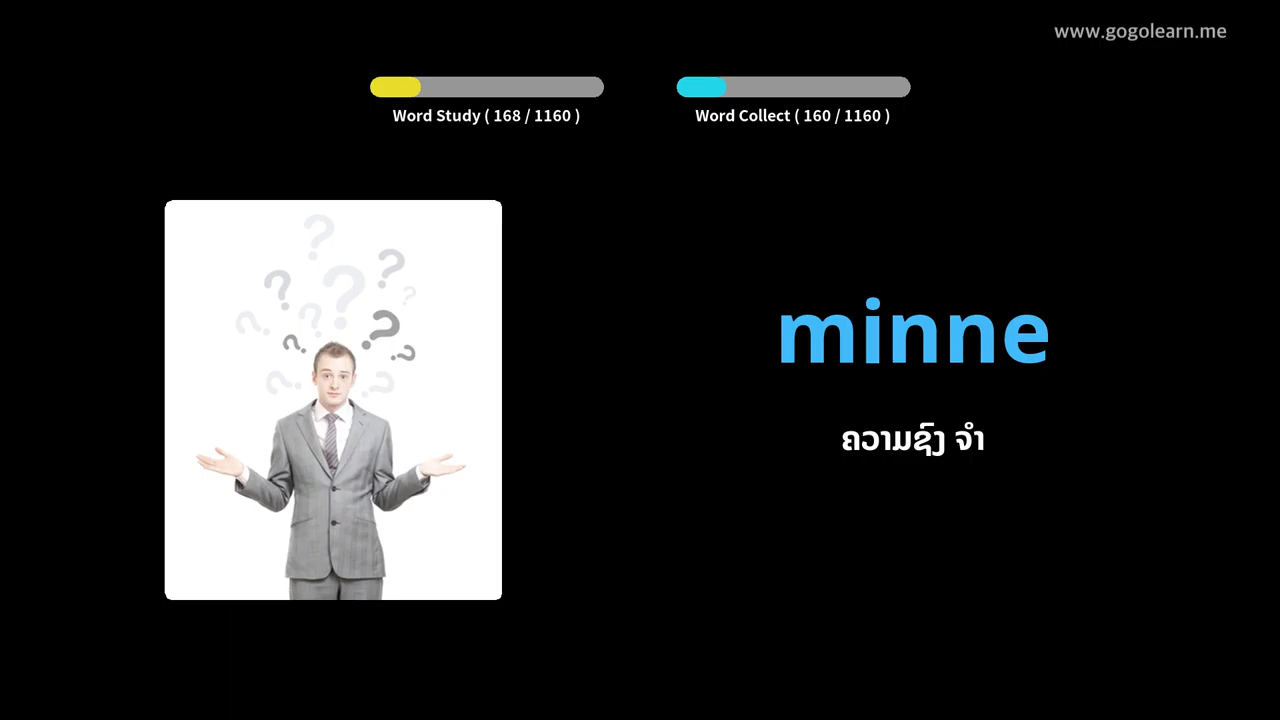 www.gogolearn.me
Word Study ( 168 / 1160 )
Word Collect ( 160 / 1160 )
minne
ຄວາມຊົງ ຈຳ